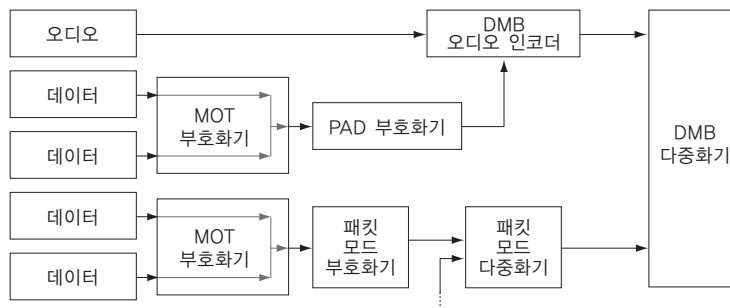 오디오
DMB
오디오 인코더
데이터
MOT
부호화기
PAD 부호화기
데이터
DMB
다중화기
데이터
MOT
부호화기
패킷
모드
부호화기
패킷
모드
다중화기
데이터